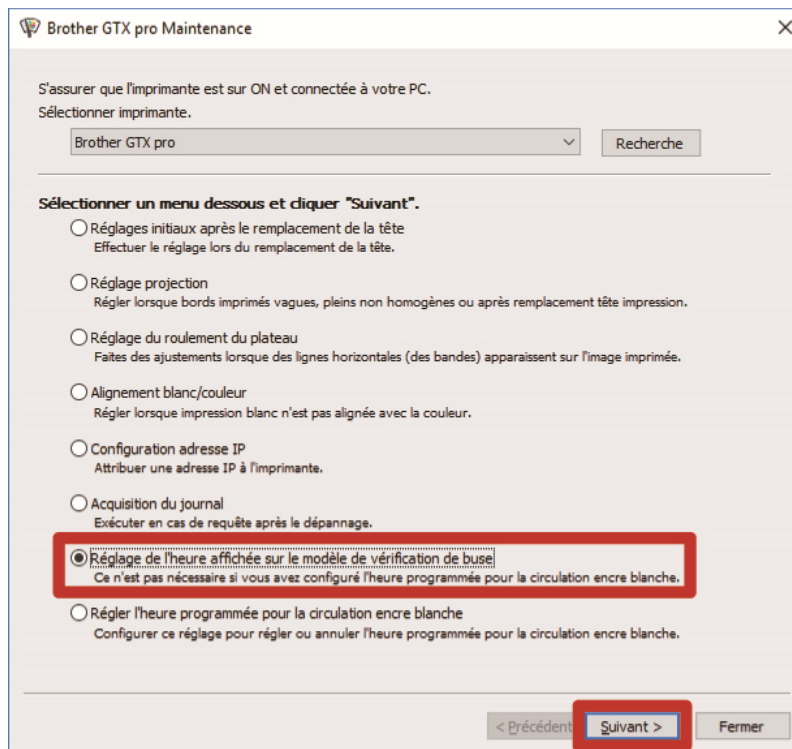 Brother GTX pro Maintenance
S'assurer que l'imprimante est sur ON et connectée à votre PC.
Sélectionner imprimante.
Brother GTX pro
Recherche
Sélectionner un menu dessous et cliquer "Suivant".
Réglages initiaux après le remplacement de la tête
Effectuer le réglage lors du remplacement de la tête.
Réglage projection
Régler lorsque bords imprimés vagues, pleins non homogènes ou après remplacement tête impression.
Réglage du roulement du plateau
Faites des ajustements lorsque des lignes horizontales (des bandes) apparaissent sur l'image imprimée.
Alignement blanc/couleur
Régler lorsque impression blanc n'est pas alignée avec la couleur.
Configuration adresse IP
Attribuer une adresse IP à l'imprimante.
Acquisition du journal
Exécuter en cas de requête après le dépannage.
Réglage de l'heure affichée sur le modèle de vérification de buse
Ce n'est pas nécessaire si vous avez configuré l'heure programmée pour la circulation encre blanche.
Régler l'heure programmée pour la circulation encre blanche
Configurer ce réglage pour régler ou annuler l'heure programmée pour la circulation encre blanche.
< Précédent
Suivant >
Fermer